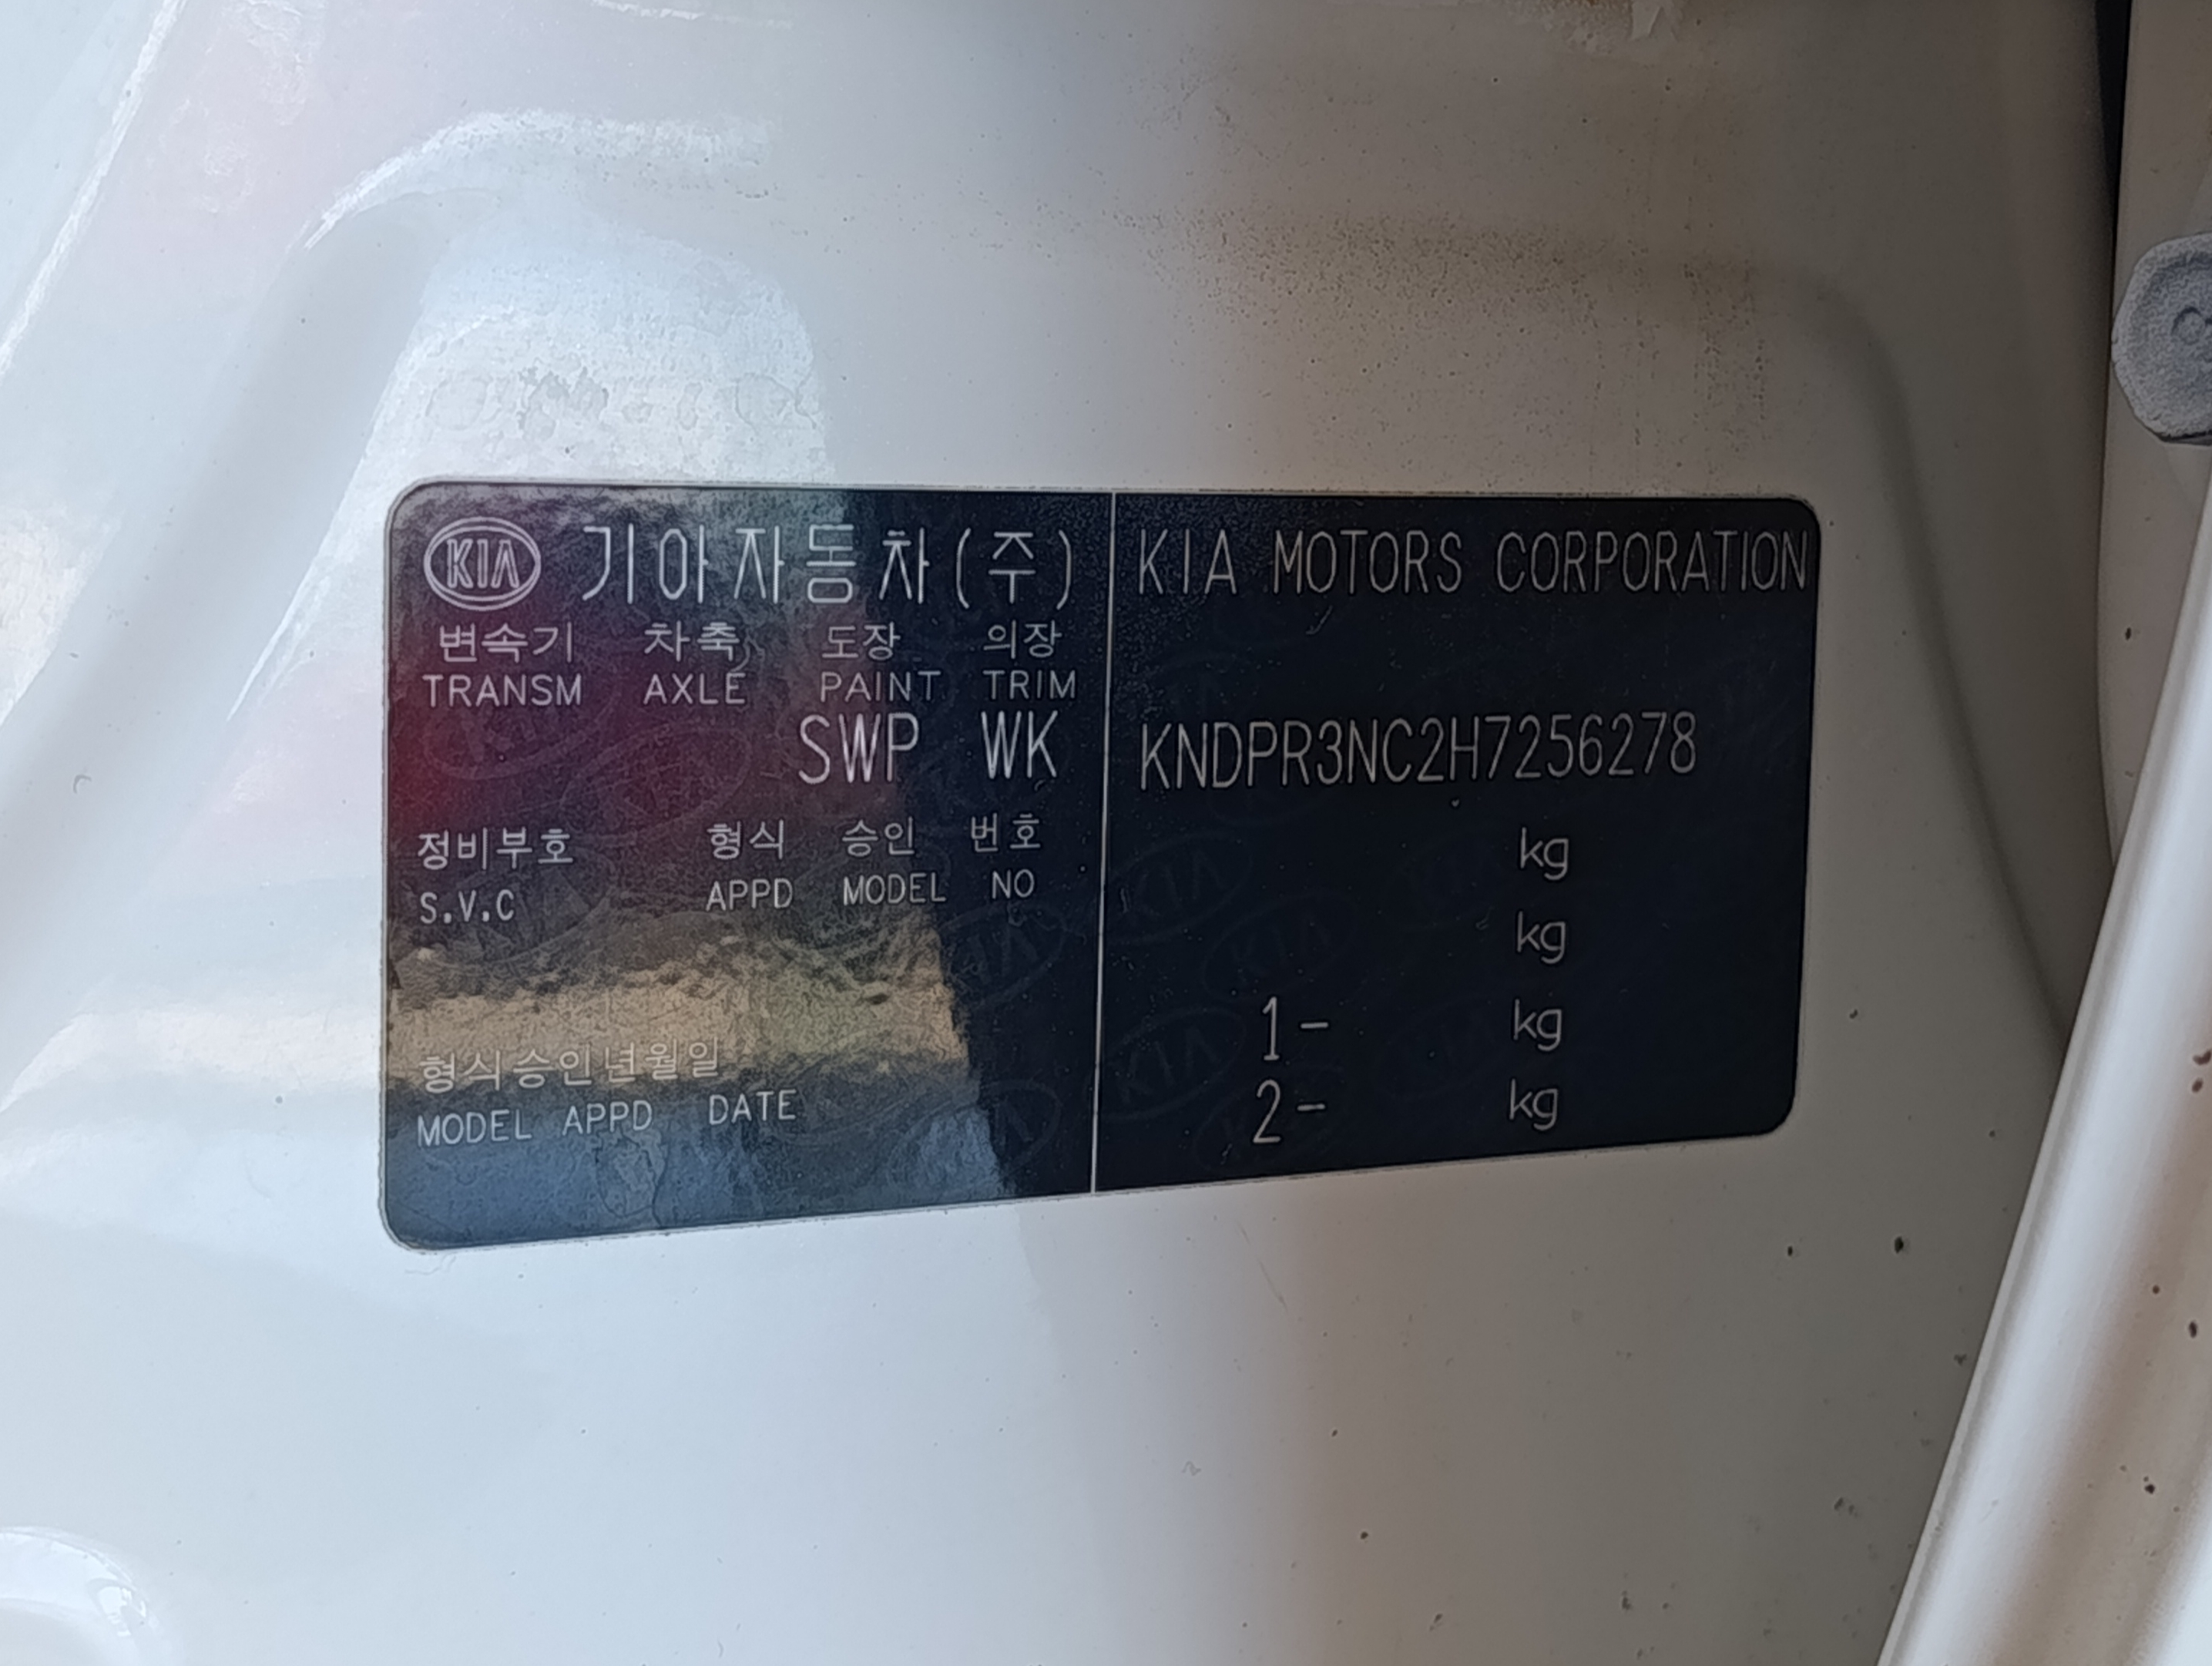 KIA 기아자동차(주)
변속기 차축 도장 의장
TRANSM AXLE PAINT TRIM
SWP WK
정비부호 형식 승인 번호
S.V.C APPD MODEL NO
형식승인년월일
MODEL APPD DATE
KIA MOTORS CORPORATION
KNDPR3NC2H7256278
kg
kg
1- kg
2- kg